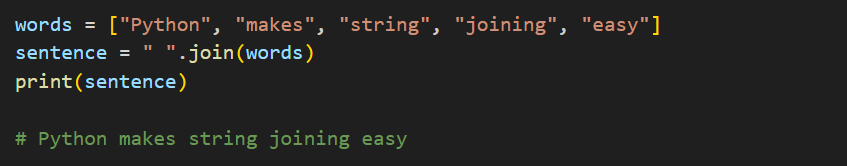 words = ["Python", "makes", "string", "joining", "easy"]
sentence = " ".join(words)
print(sentence)
# Python makes string joining easy